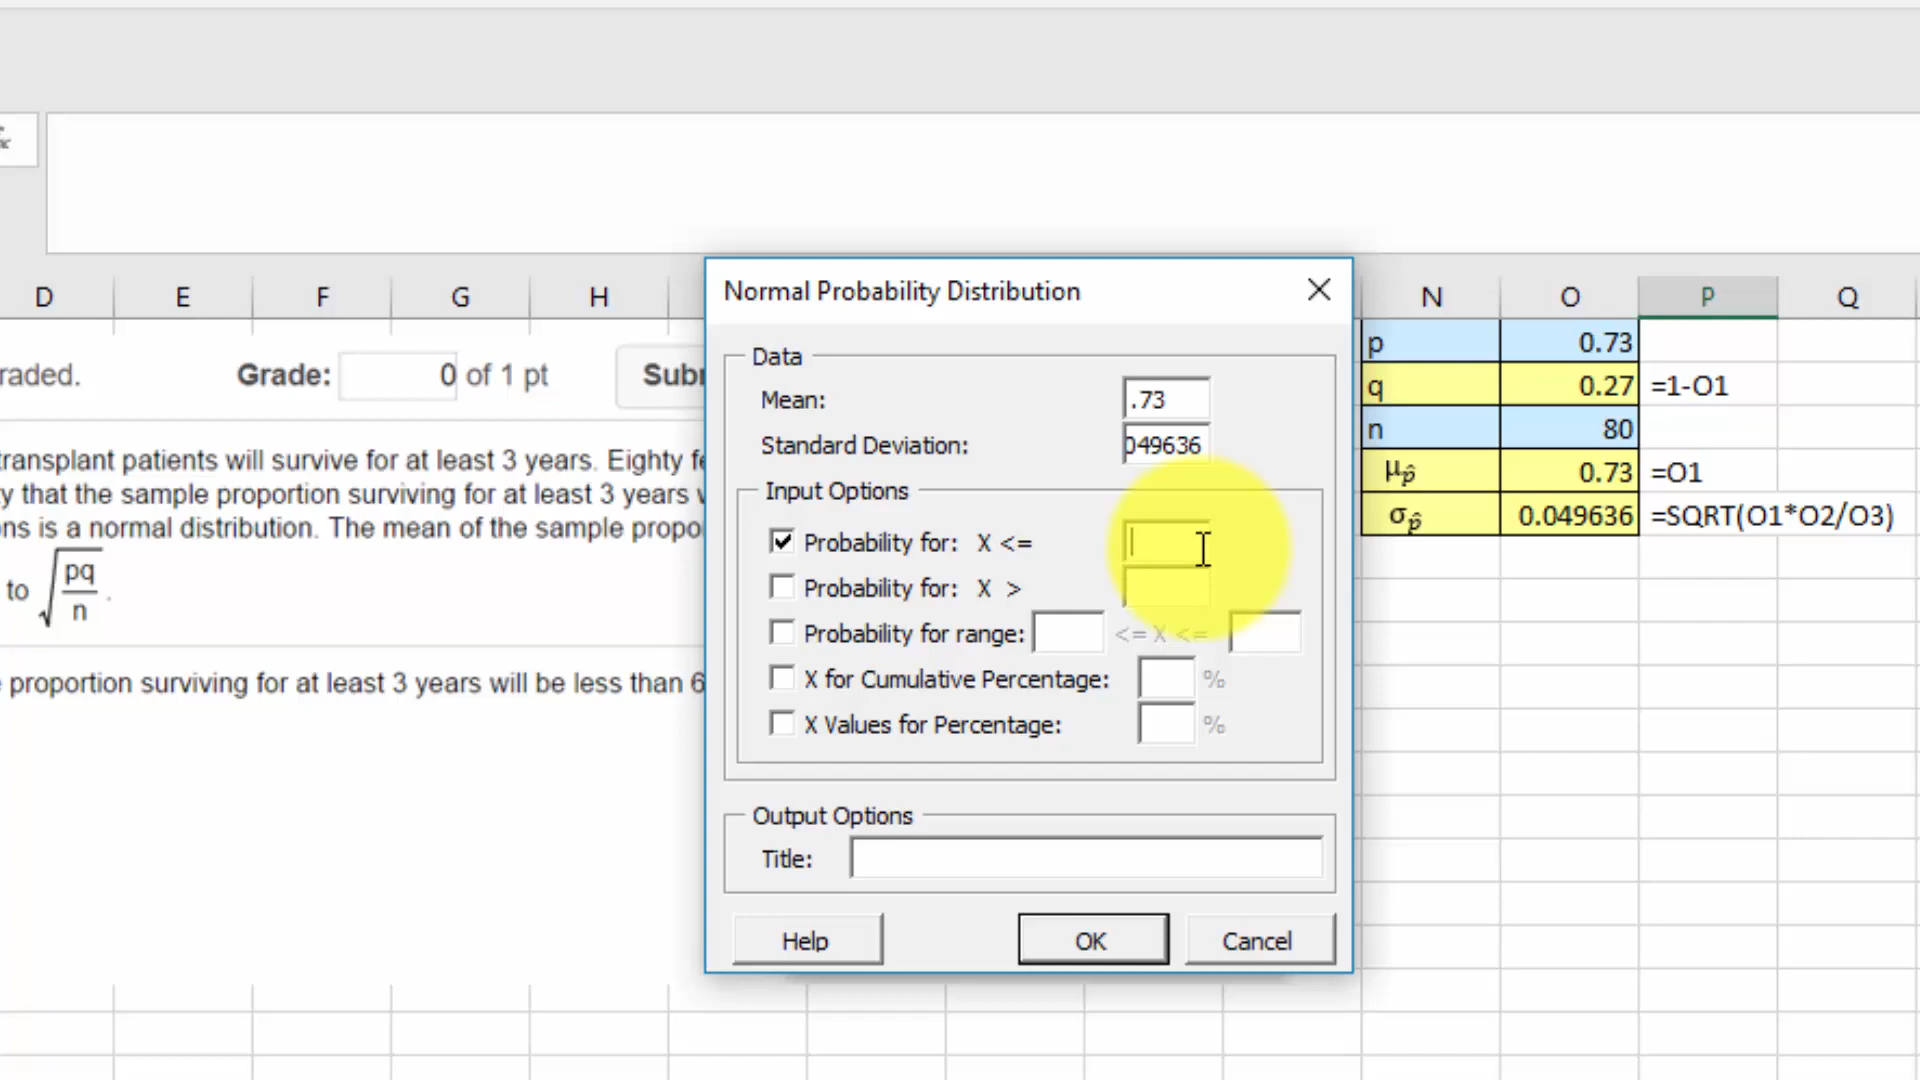 D E F G H N O P Q
Normal Probability Distribution
Data
Mean: .73
Standard Deviation: 049636
Input Options
Probability for: X <=
Probability for: X >
Probability for range: <= X <=
X for Cumulative Percentage: %
X Values for Percentage: %
Output Options
Title:
Help OK Cancel
raded. Grade: 0 of 1 pt
transplant patients will survive for at least 3 years. Eighty
y that the sample proportion surviving for at least 3 years
ns is a normal distribution. The mean of the sample propo
to √pq/n .
proportion surviving for at least 3 years will be less than 6
p 0.73
q 0.27 =1-O1
n 80
μp̂ 0.73 =O1
σp̂ 0.049636 =SQRT(O1*O2/O3)